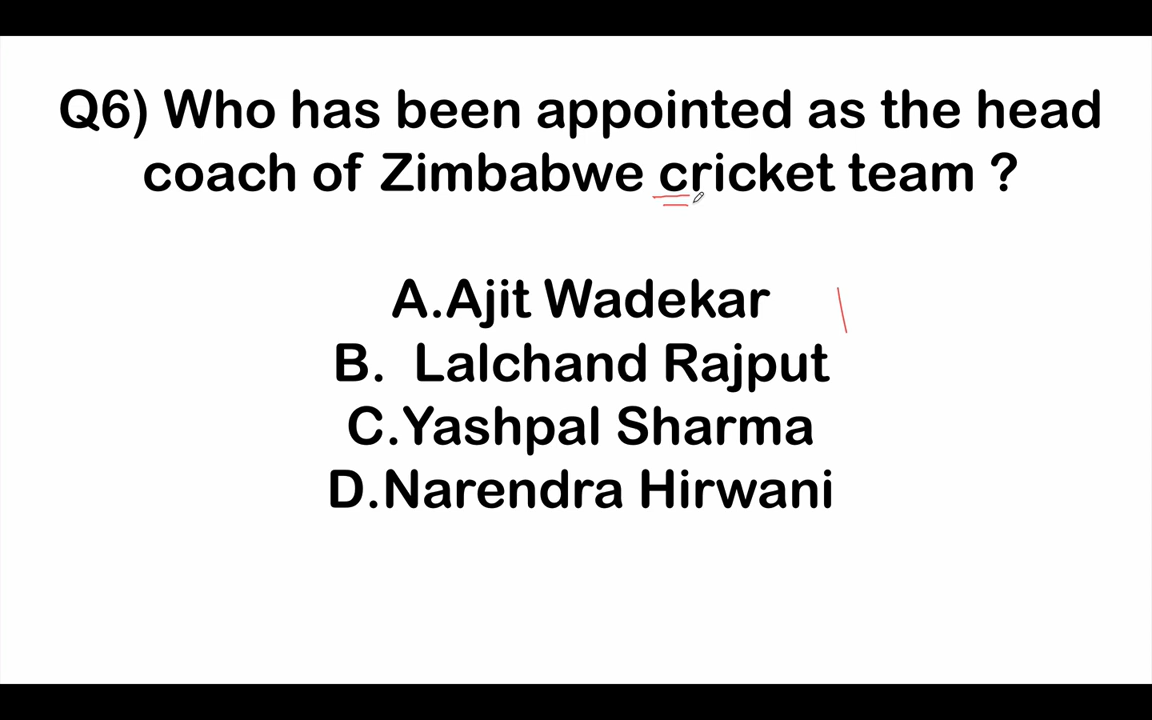 Q6) Who has been appointed as the head
coach of Zimbabwe cricket team ?
A.Ajit Wadekar
B. Lalchand Rajput
C.Yashpal Sharma
D.Narendra Hirwani